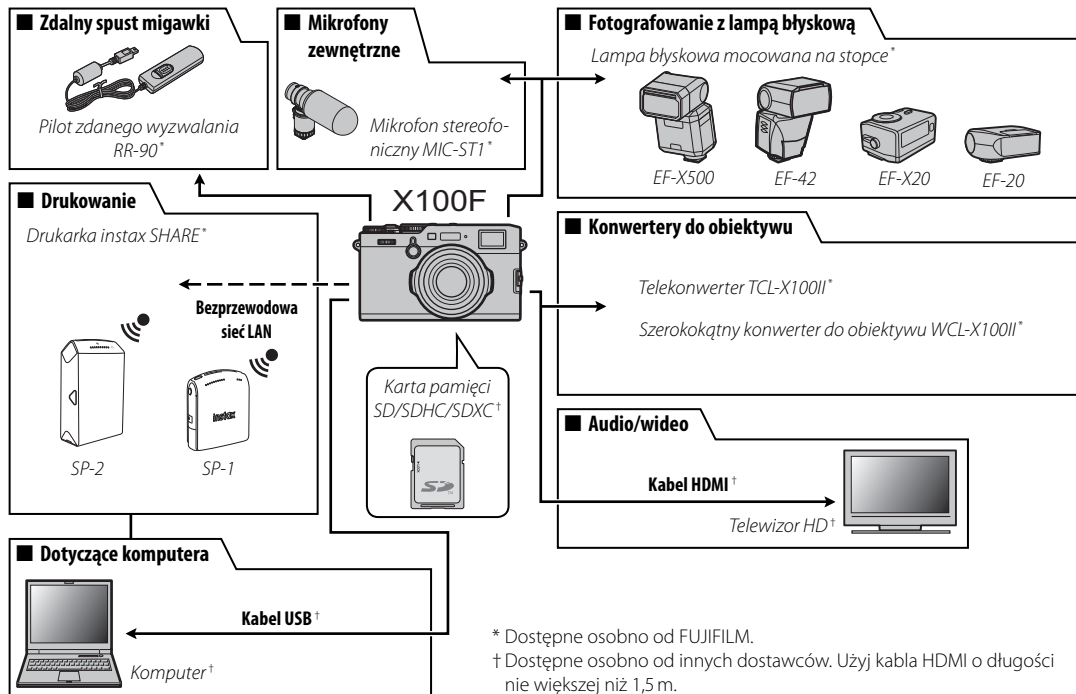 ■ Zdalny spust migawki
Pilot zdanego wyzwalania
RR-90*
■ Mikrofony
zewnętrzne
Mikrofon stereofo-
niczny MIC-ST1*
■ Fotografowanie z lampą błyskową
Lampa błyskowa mocowana na stopce*
EF-X500
EF-42
EF-X20
EF-20
■ Drukowanie
Drukarka instax SHARE*
Bezprzewodowa
sieć LAN
instax
SP-2
SP-1
X100F
Karta pamięci
SD/SDHC/SDXC†
SD
■ Konwertery do obiektywu
Telekonwerter TCL-X100II*
Szerokokątny konwerter do obiektywu WCL-X100II*
■ Audio/wideo
Kabel HDMI†
Telewizor HD†
■ Dotyczące komputera
Kabel USB†
Komputer†
* Dostępne osobno od FUJIFILM.
† Dostępne osobno od innych dostawców. Użyj kabla HDMI o długości
nie większej niż 1,5 m.